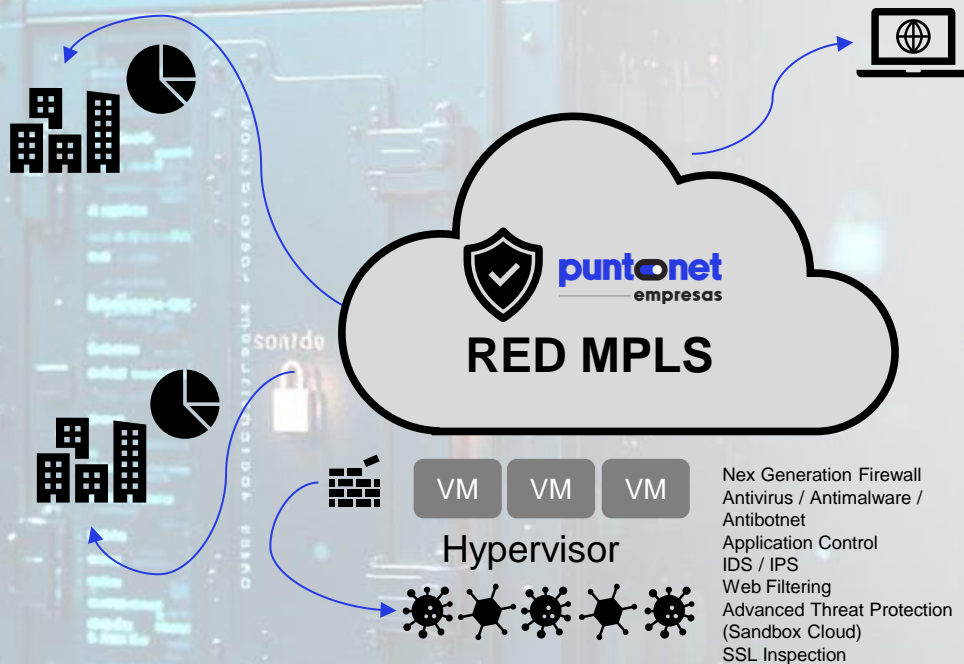 puntonet
empresas
RED MPLS
sontde
VM VM VM
Hypervisor
Nex Generation Firewall
Antivirus / Antimalware /
Antibotnet
Application Control
IDS / IPS
Web Filtering
Advanced Threat Protection
(Sandbox Cloud)
SSL Inspection